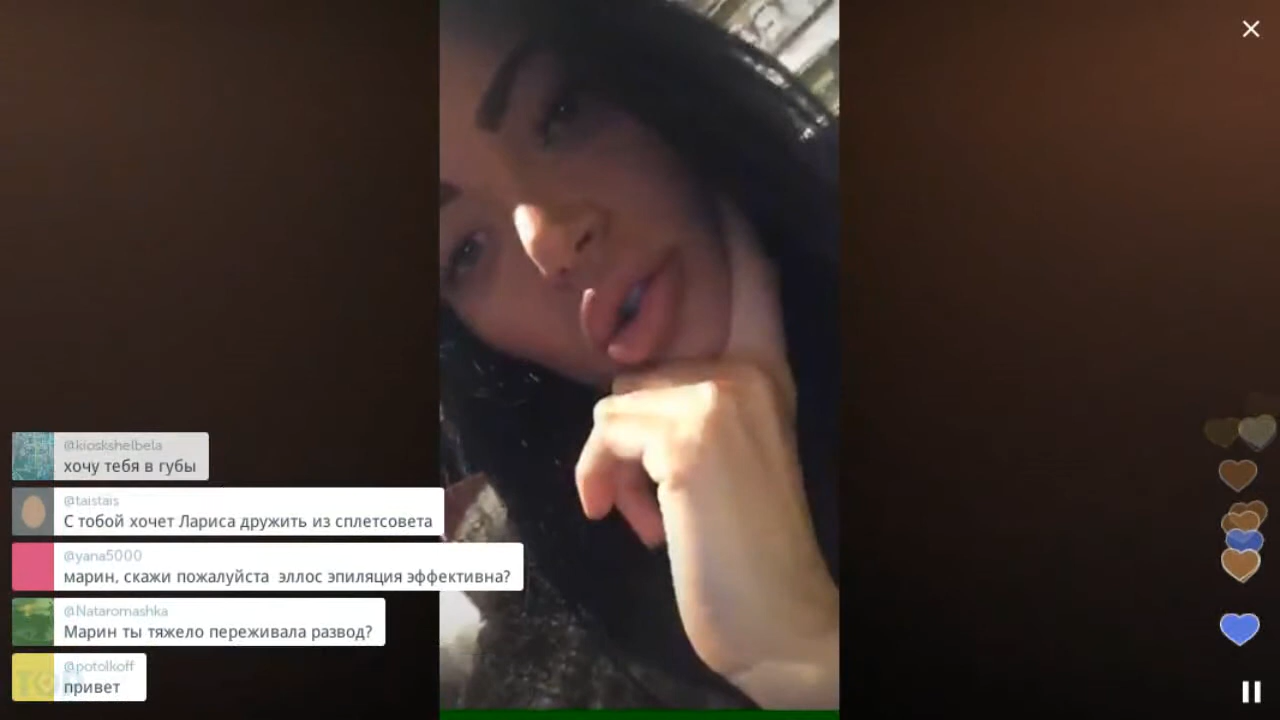 @kiosksheibela
хочу тебя в губы
@taistais
С тобой хочет Лариса дружить из сплетсовета
@yana5000
марин, скажи пожалуйста эллос эпиляция эффективна?
@Nataromashka
Марин ты тяжело переживала развод?
@potolkoff
привет